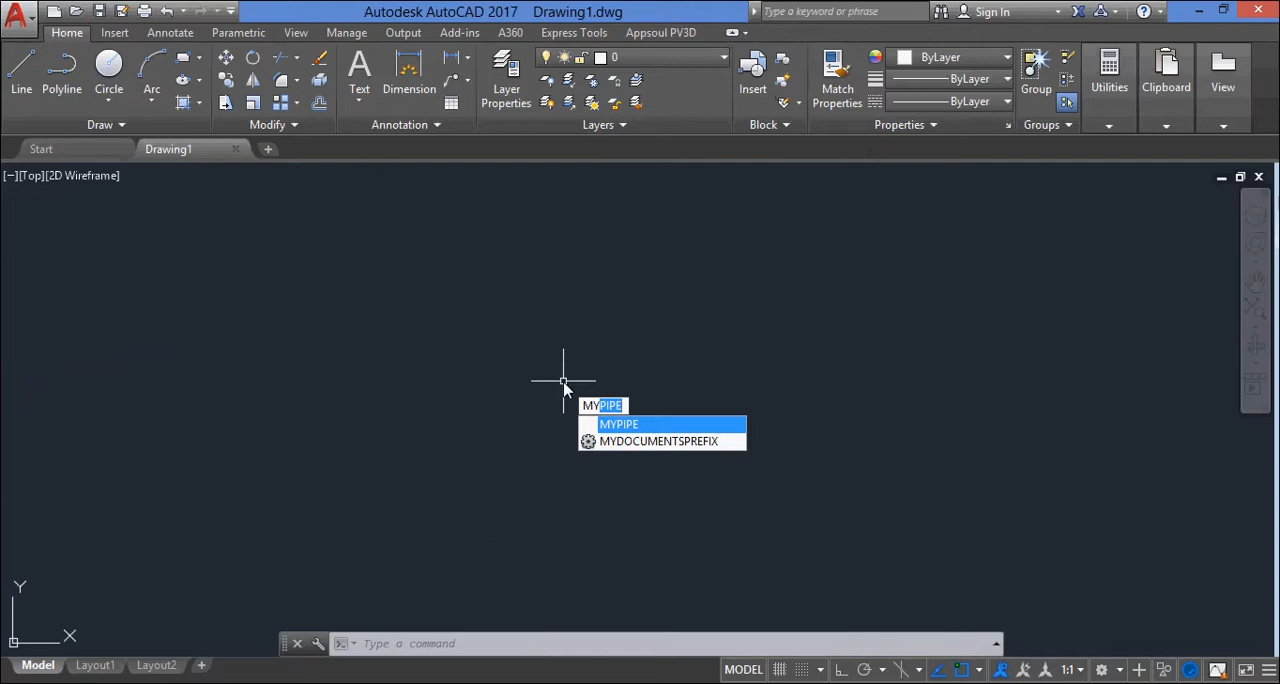 Autodesk AutoCAD 2017 Drawing1.dwg
Type a keyword or phrase
Sign In
Home Insert Annotate Parametric View Manage Output Add-ins A360 Express Tools Appsoul PV3D
0
ByLayer
ByLayer
ByLayer
Line Polyline Circle Arc Text Dimension Layer Properties Insert Match Properties Group Utilities Clipboard View
Draw Modify Annotation Layers Block Properties Groups
Start Drawing1
[−][Top][2D Wireframe]
MYPIPE
MYPIPE
MYDOCUMENTSPREFIX
Y
X
Type a command
Model Layout1 Layout2
MODEL 1:1